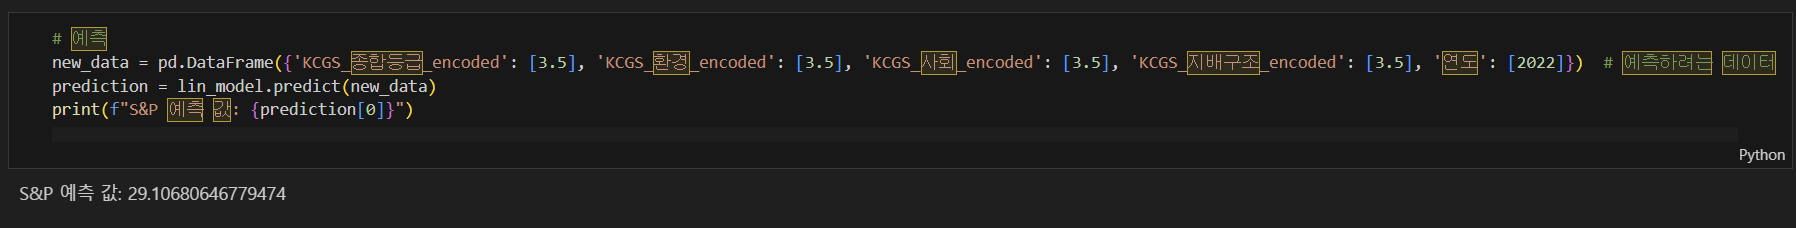 # 예측
new_data = pd.DataFrame({'KCGS_종합등급_encoded': [3.5], 'KCGS_환경_encoded': [3.5], 'KCGS_사회_encoded': [3.5], 'KCGS_지배구조_encoded': [3.5], '연도': [2022]})  # 예측하려는 데이터
prediction = lin_model.predict(new_data)
print(f"S&P 예측 값: {prediction[0]}")
Python
S&P 예측 값: 29.10680646779474